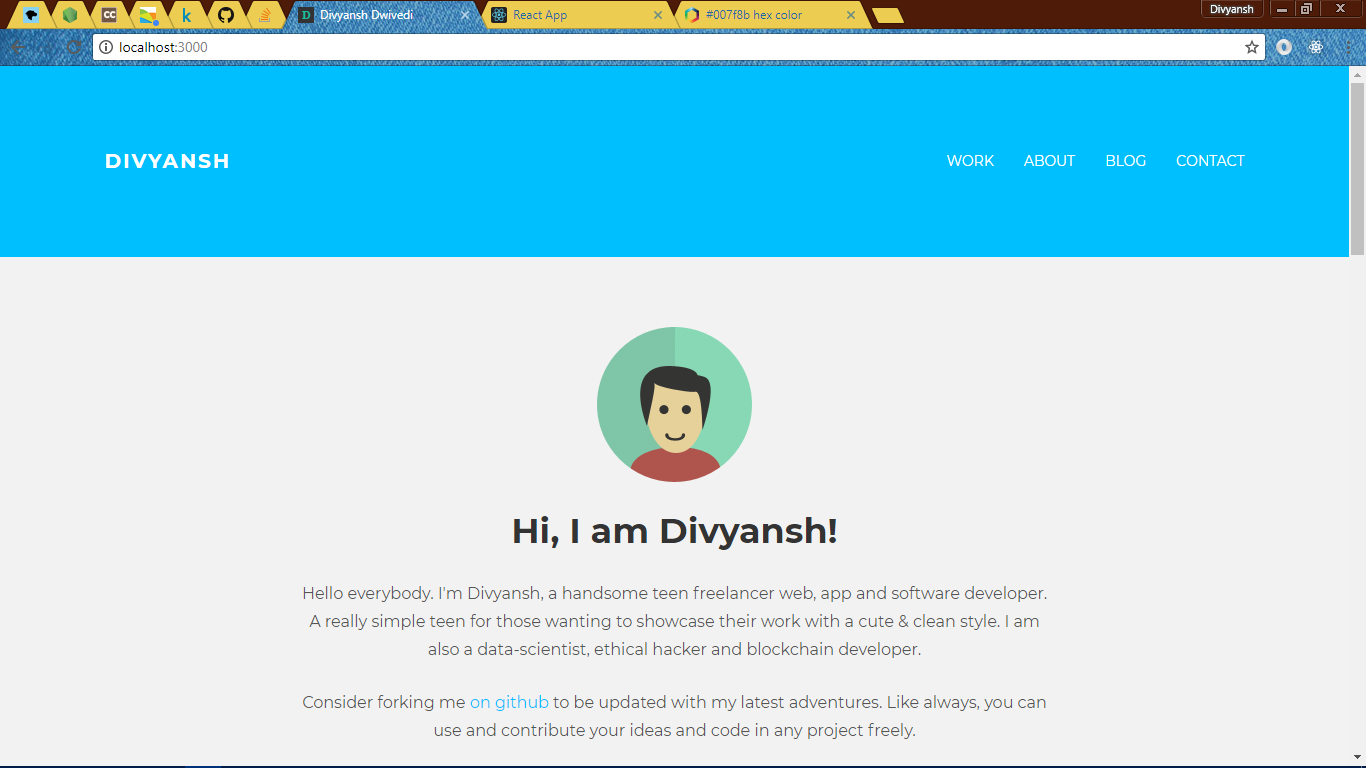 CC
k
D
Divyansh Dwivedi
React App
#007f8b hex color
Divyansh
localhost:3000
DIVYANSH
WORK
ABOUT
BLOG
CONTACT
Hi, I am Divyansh!
Hello everybody. I'm Divyansh, a handsome teen freelancer web, app and software developer.
A really simple teen for those wanting to showcase their work with a cute & clean style. I am
also a data-scientist, ethical hacker and blockchain developer.
Consider forking me on github to be updated with my latest adventures. Like always, you can
use and contribute your ideas and code in any project freely.